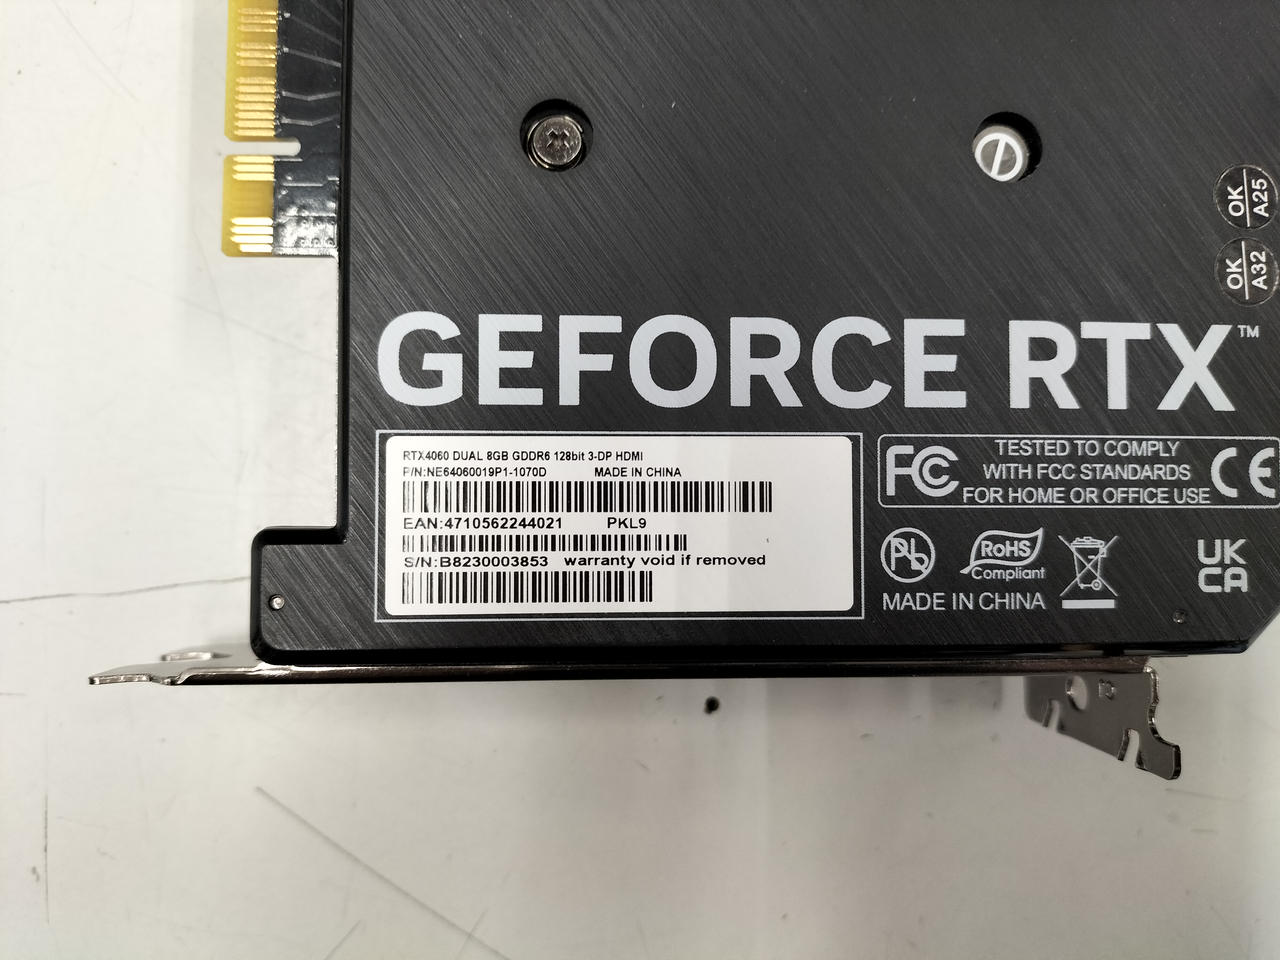 OK
A25
OK
A32
GEFORCE RTX™
RTX4060 DUAL 8GB GDDR6 128bit 3-DP HDMI
P/N:NE64060019P1-1070D MADE IN CHINA
EAN:4710562244021 PKL9
S/N:B8230003853 warranty void if removed
FC
TESTED TO COMPLY
WITH FCC STANDARDS
FOR HOME OR OFFICE USE
CE
Pb
RoHS
Compliant
MADE IN CHINA
UK
CA